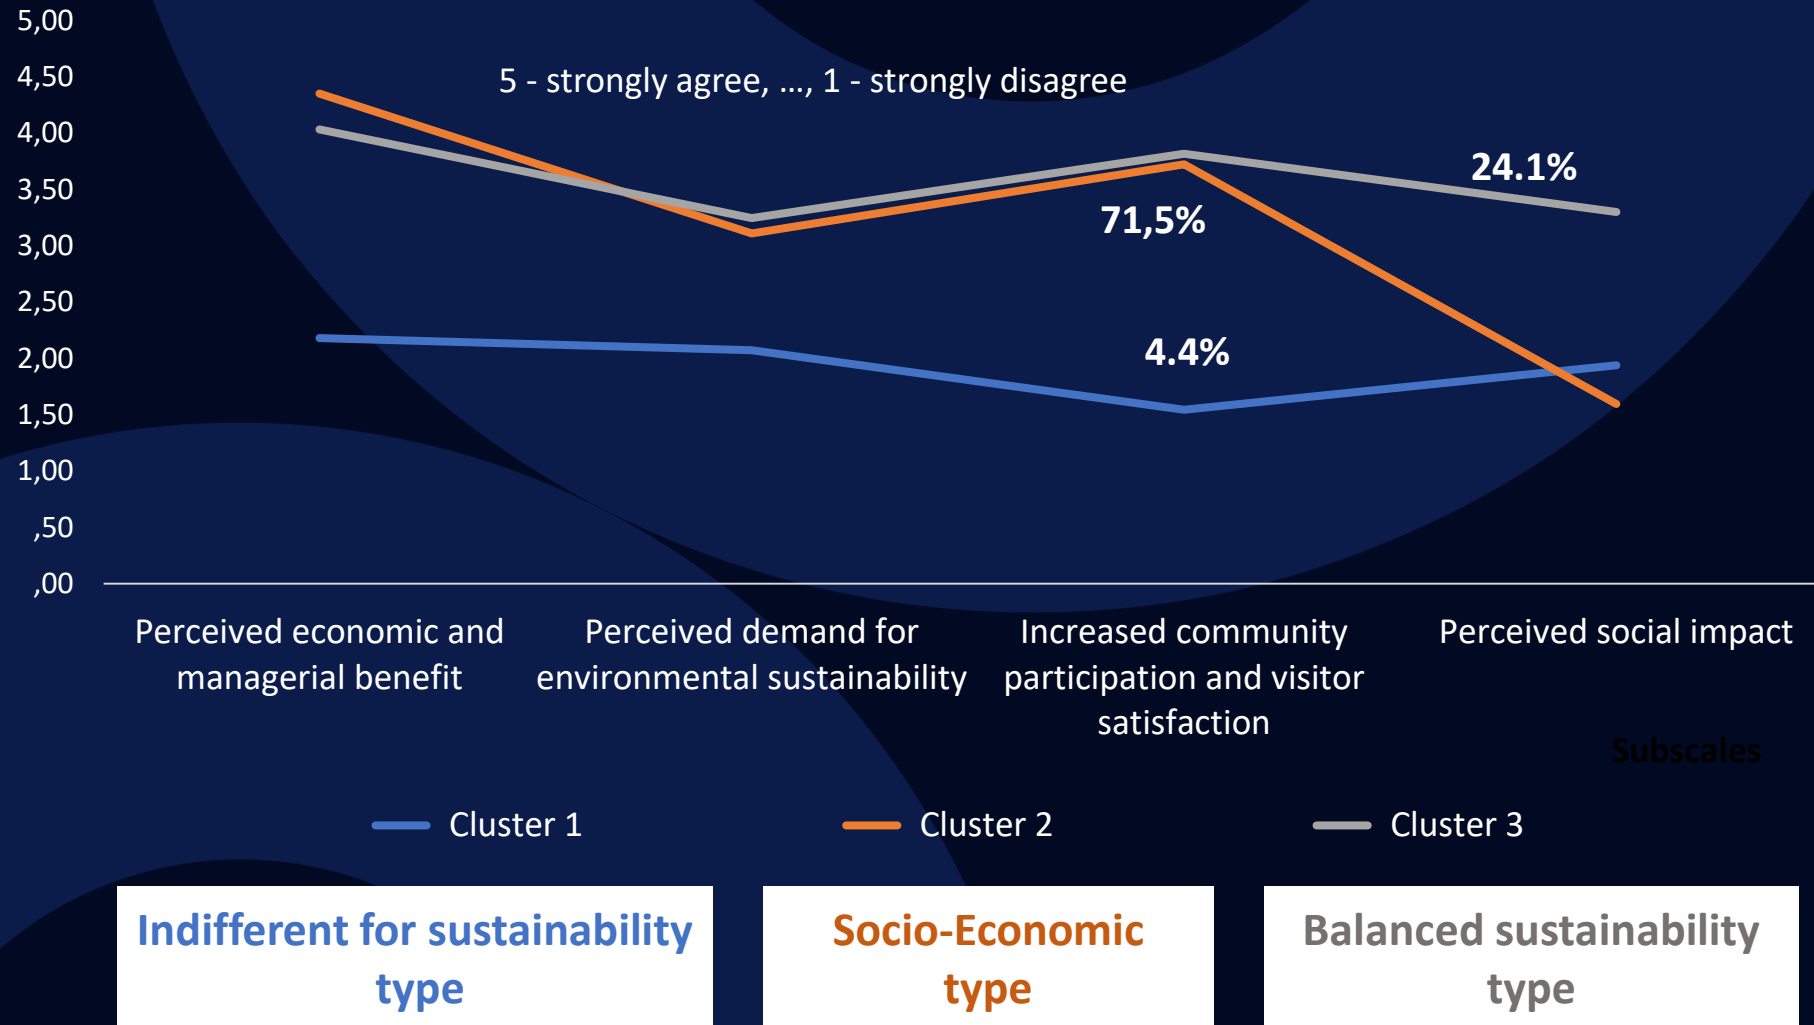 5,00
4,50
4,00
3,50
3,00
2,50
2,00
1,50
1,00
,50
,00
5 - strongly agree, ..., 1 - strongly disagree
24.1%
71,5%
4.4%
Perceived economic and
managerial benefit
Perceived demand for
environmental sustainability
Increased community
participation and visitor
satisfaction
Perceived social impact
Subscales
Cluster 1
Cluster 2
Cluster 3
Indifferent for sustainability
type
Socio-Economic
type
Balanced sustainability
type